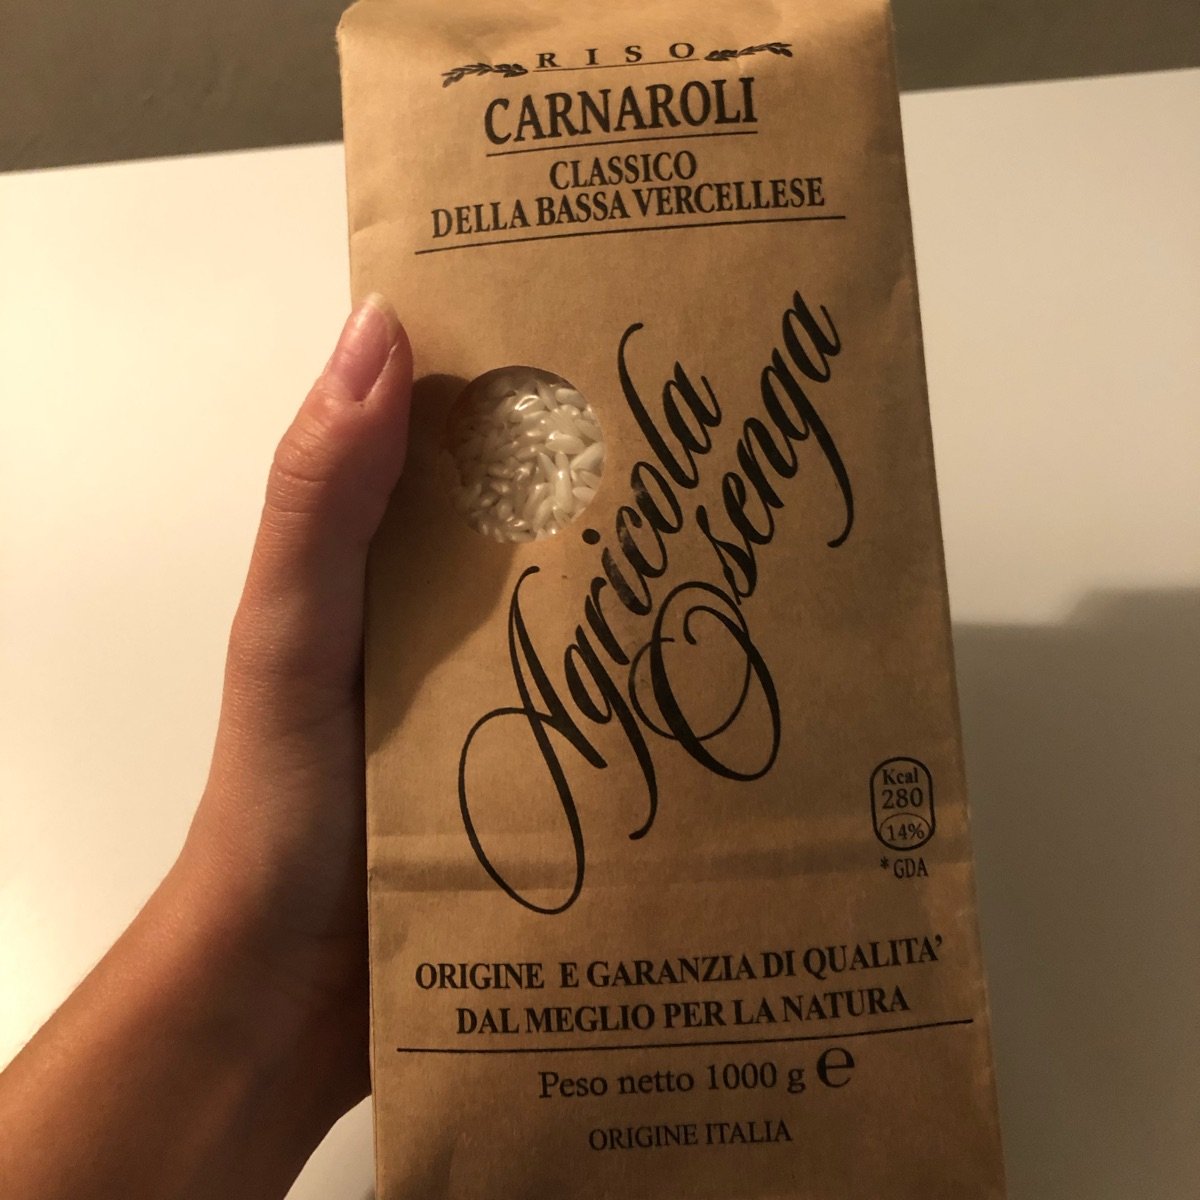 RISO
CARNAROLI
CLASSICO
DELLA BASSA VERCELLESE
Agricola
Ossenga
Kcal
280
14%
*GDA
ORIGINE E GARANZIA DI QUALITA'
DAL MEGLIO PER LA NATURA
Peso netto 1000 g e
ORIGINE ITALIA